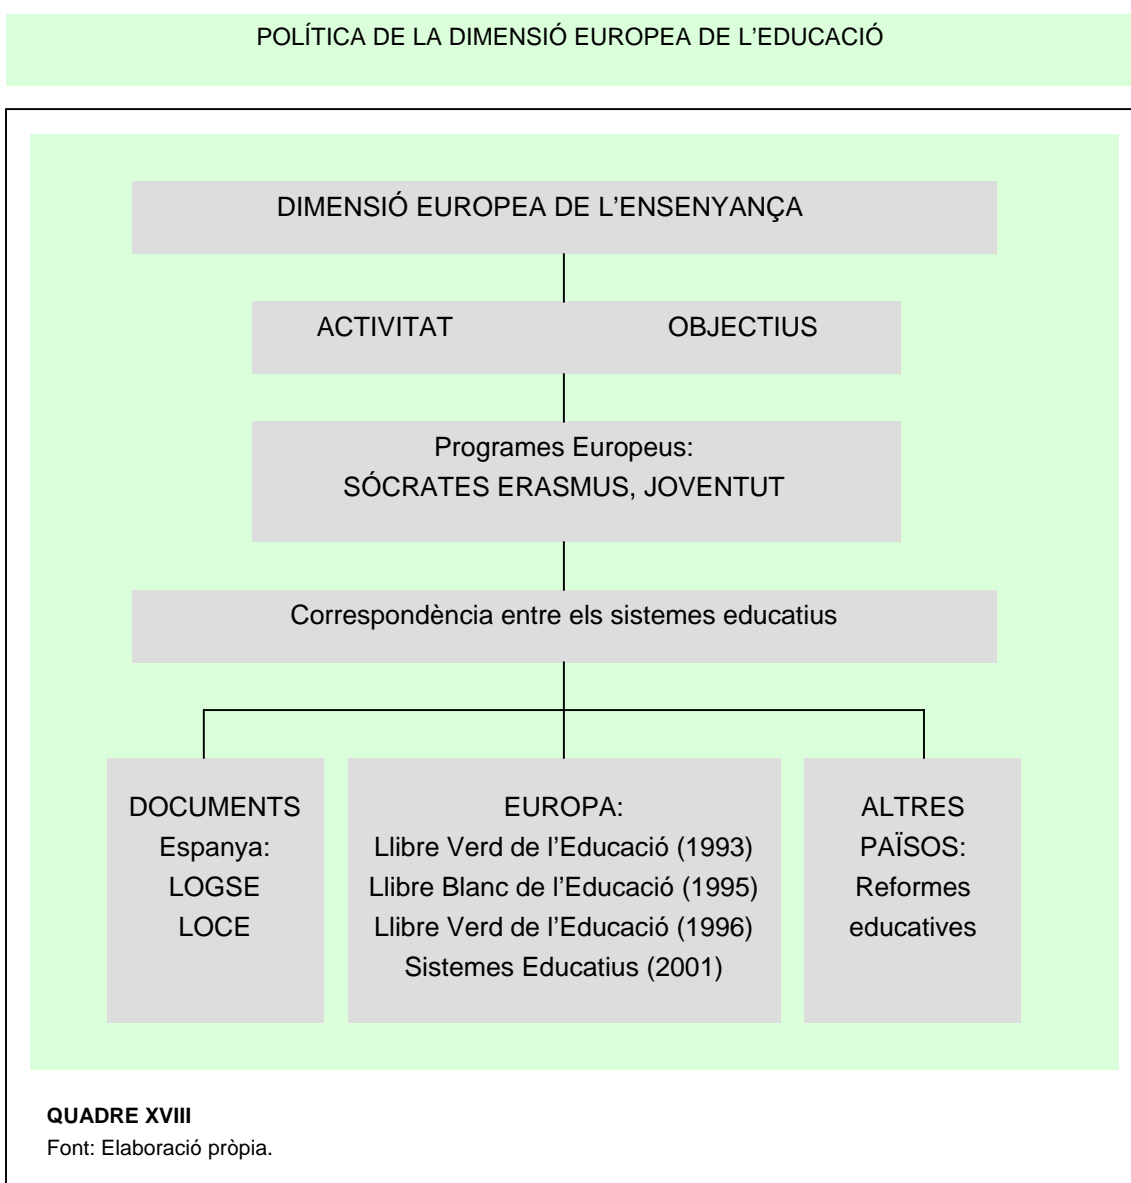 POLÍTICA DE LA DIMENSIÓ EUROPEA DE L’EDUCACIÓ
DIMENSIÓ EUROPEA DE L’ENSENYANÇA
ACTIVITAT OBJECTIUS
Programes Europeus:
SÓCRATES ERASMUS, JOVENTUT
Correspondència entre els sistemes educatius
DOCUMENTS
Espanya:
LOGSE
LOCE
EUROPA:
Llibre Verd de l’Educació (1993)
Llibre Blanc de l’Educació (1995)
Llibre Verd de l’Educació (1996)
Sistemes Educatius (2001)
ALTRES
PAÏSOS:
Reformes
educatives
QUADRE XVIII
Font: Elaboració pròpia.